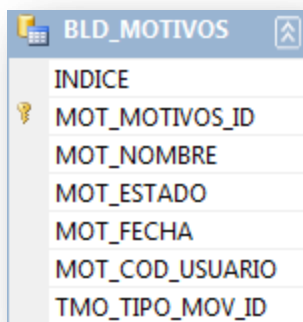 BLD_MOTIVOS
INDICE
MOT_MOTIVOS_ID
MOT_NOMBRE
MOT_ESTADO
MOT_FECHA
MOT_COD_USUARIO
TMO_TIPO_MOV_ID